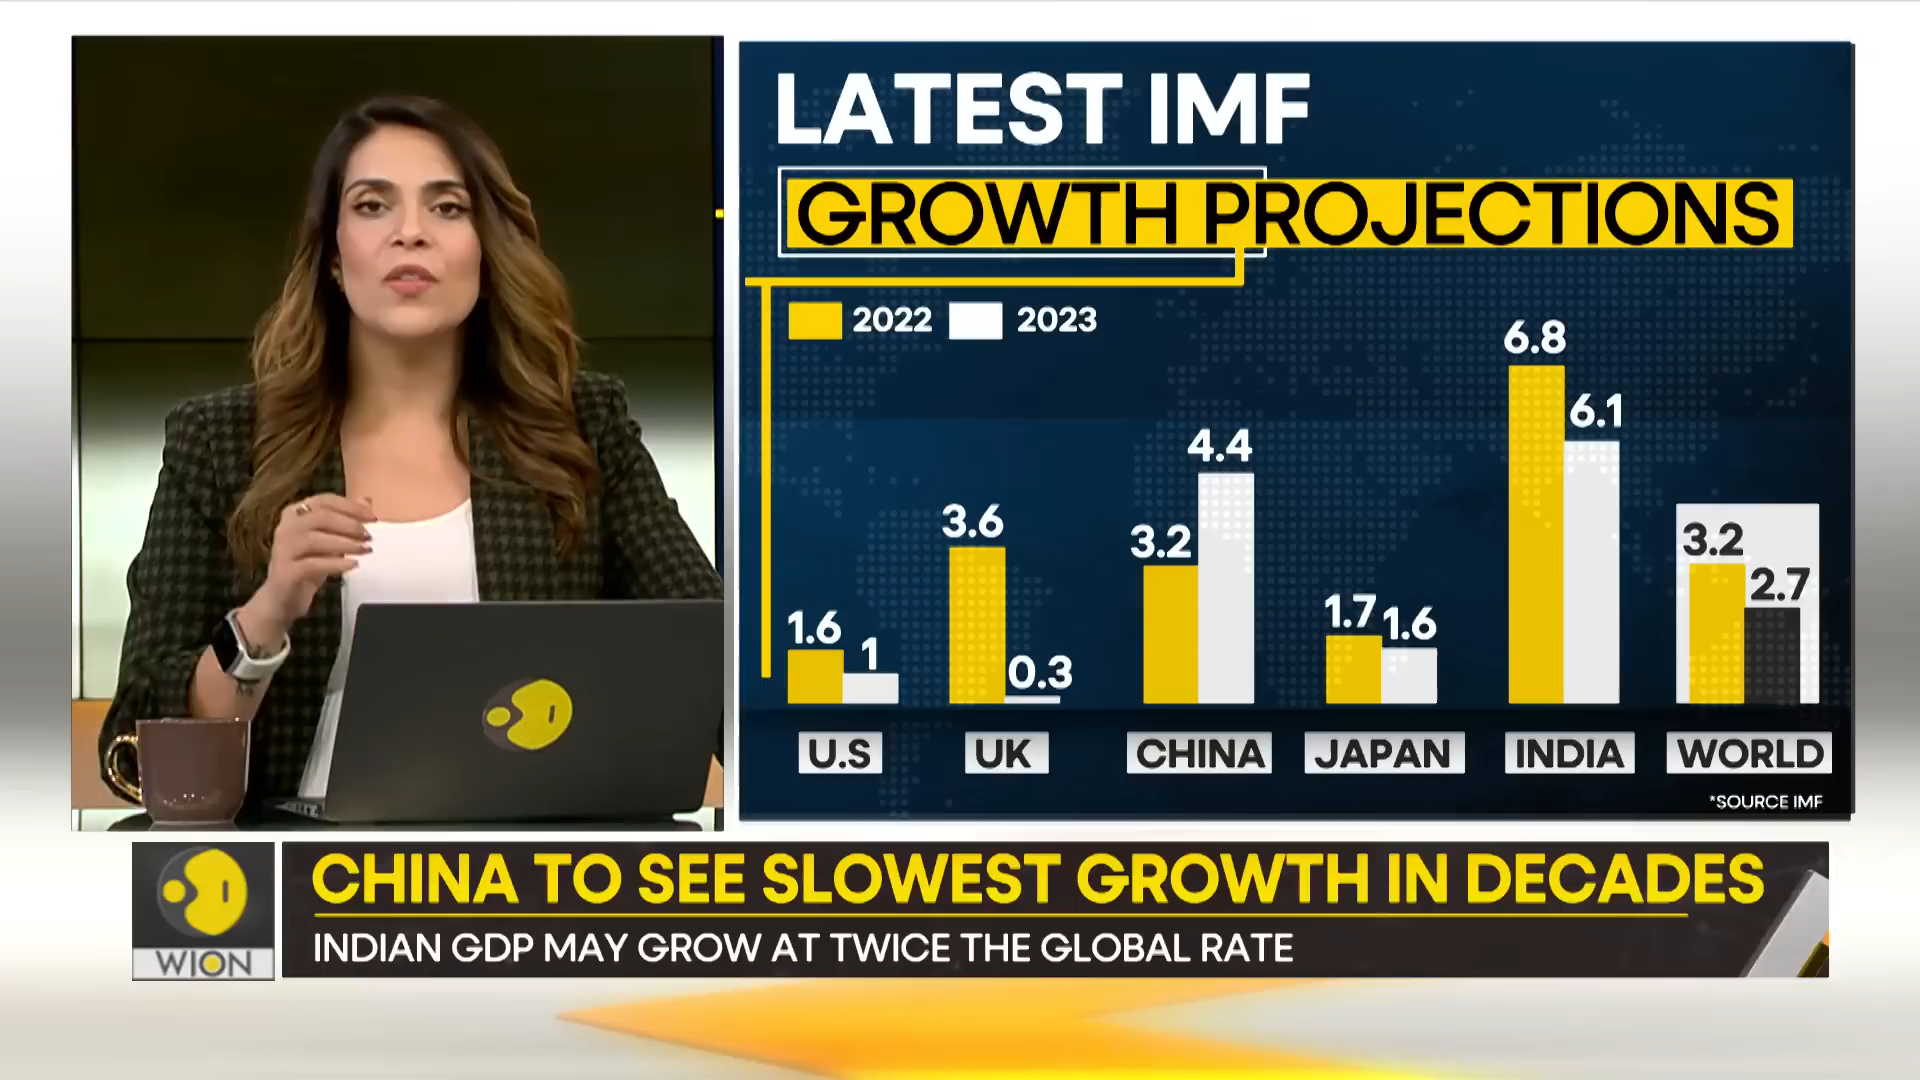 LATEST IMF
GROWTH PROJECTIONS
2022 2023
1.6 1
3.6 0.3
3.2 4.4
1.7 1.6
6.8 6.1
3.2 2.7
U.S UK CHINA JAPAN INDIA WORLD
*SOURCE IMF
CHINA TO SEE SLOWEST GROWTH IN DECADES
INDIAN GDP MAY GROW AT TWICE THE GLOBAL RATE
WION